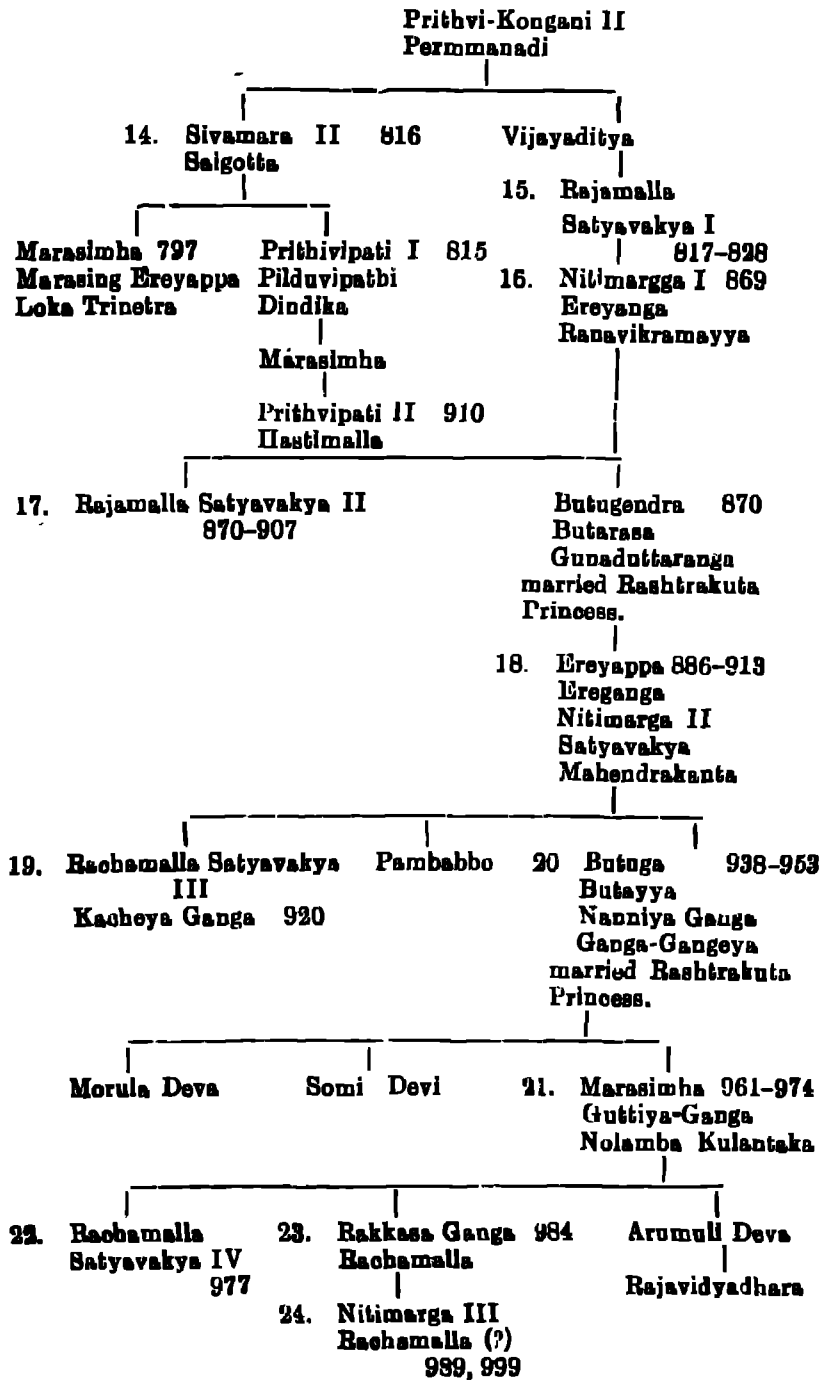 Prithvi-Kongani II
Permmanadi
14. Sivamara II 816 Vijayaditya
Saigotta
15. Rajamalla
Satyavakya I
817-828
Marasimha 797 Prithivipati I 815
Marasing Ereyappa Pilduvipathi 16. Nitimargga I 869
Loka Trinetra Dindika Ereyanga
Ranavikramayya
Márasimha
Prithvipati II 910
Hastimalla
17. Rajamalla Satyavakya II Butugendra 870
870-907 Butarasa
Gunaduttaranga
married Rashtrakuta
Princess.
18. Ereyappa 886-913
Ereganga
Nitimarga II
Satyavakya
Mahendrakanta
19. Rachamalla Satyavakya Pambabbo 20 Butuga 938-953
III Butayya
Kacheya Ganga 920 Nanniya Ganga
Ganga-Gangeya
married Rashtrakuta
Princess.
Morula Deva Somi Devi 21. Marasimha 961-974
Guttiya-Ganga
Nolamba Kulantaka
22. Rachamalla 23. Rakkasa Ganga 984 Arumuli Deva
Satyavakya IV Rachamalla
977 Rajavidyadhara
24. Nitimarga III
Rachamalla (?)
989, 999